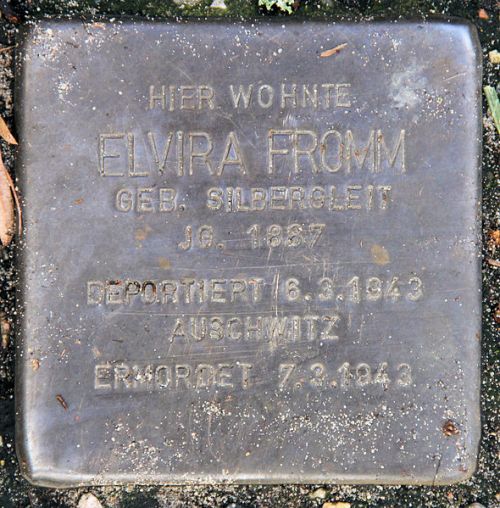 HIER WOHNTE
ELVIRA FROMM
GEB. SILBERGLEIT
JG. 1887
DEPORTIERT 6.3.1943
AUSCHWITZ
ERMORDET 7.3.1943